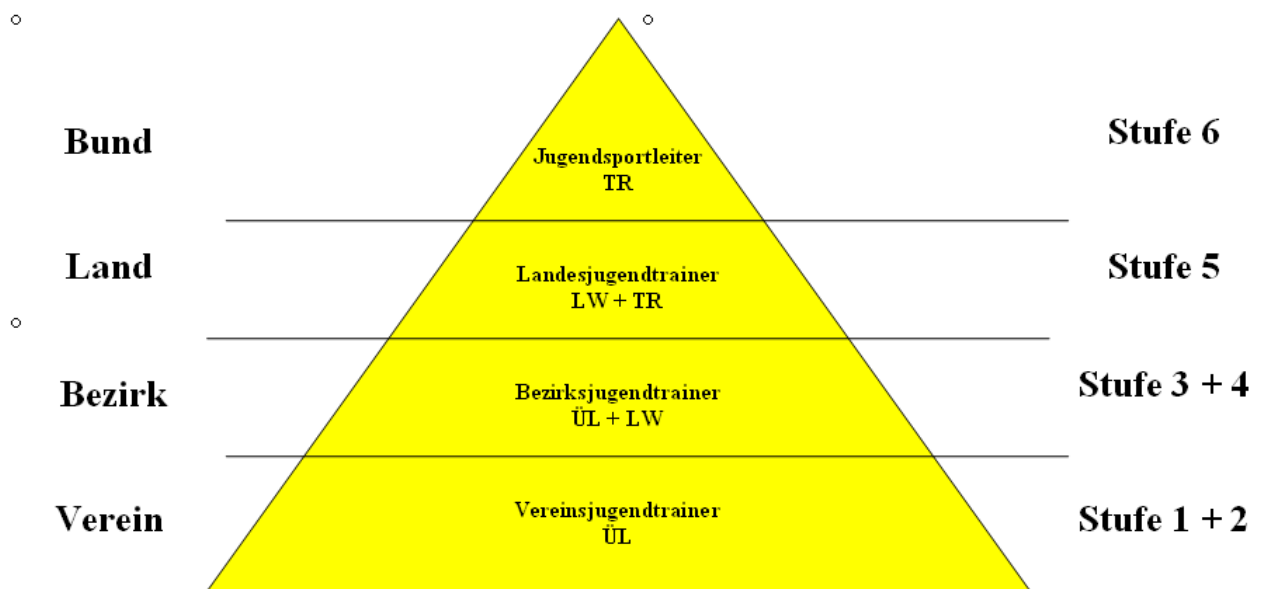 Bund
Jugendsportleiter
TR
Stufe 6
Land
Landesjugendtrainer
LW + TR
Stufe 5
Bezirk
Bezirksjugendtrainer
ÜL + LW
Stufe 3 + 4
Verein
Vereinsjugendtrainer
ÜL
Stufe 1 + 2